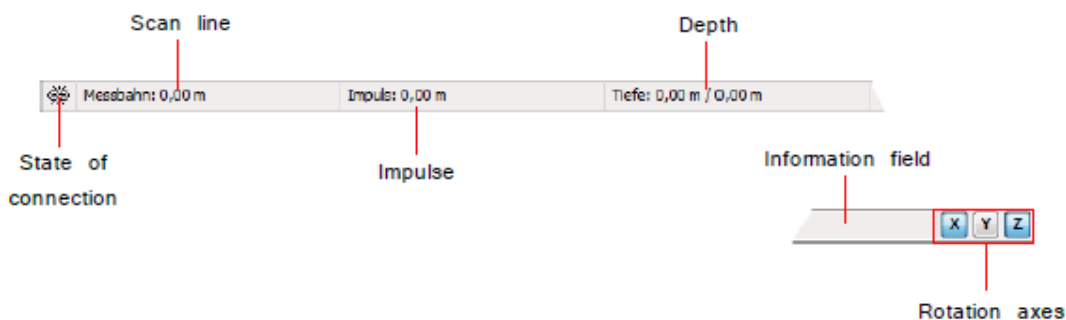 Scan line
Depth
Messbahn: 0,00 m
Impuls: 0,00 m
Tiefe: 0,00 m / 0,00 m
State of
connection
Impulse
Information field
X Y Z
Rotation axes